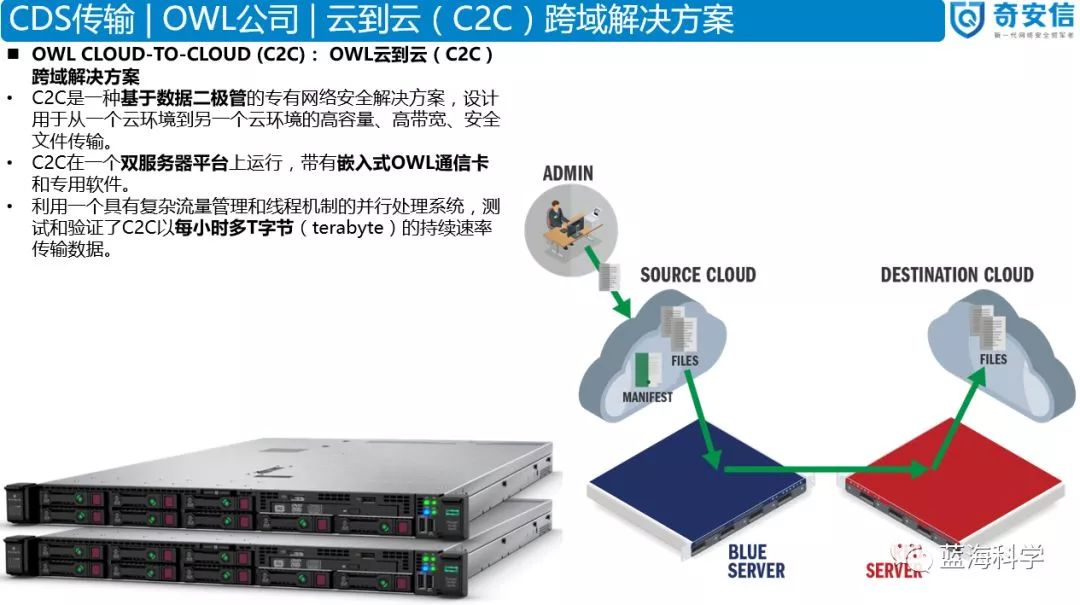 CDS传输 | OWL公司 | 云到云（C2C）跨域解决方案
奇安信
新一代网络安全领军者
■ OWL CLOUD-TO-CLOUD (C2C)： OWL云到云（C2C）
跨域解决方案
• C2C是一种基于数据二极管的专有网络安全解决方案，设计
用于从一个云环境到另一个云环境的高容量、高带宽、安全
文件传输。
• C2C在一个双服务器平台上运行，带有嵌入式OWL通信卡
和专用软件。
• 利用一个具有复杂流量管理和线程机制的并行处理系统，测
试和验证了C2C以每小时多T字节（terabyte）的持续速率
传输数据。
ADMIN
SOURCE CLOUD
DESTINATION CLOUD
FILES
MANIFEST
FILES
BLUE
SERVER
SERVER
蓝海科学